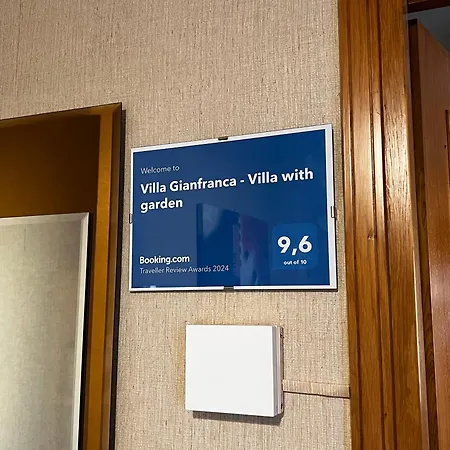 Welcome to
Villa Gianfranca - Villa with
garden
Booking.com
Traveller Review Awards 2024
9,6
out of 10